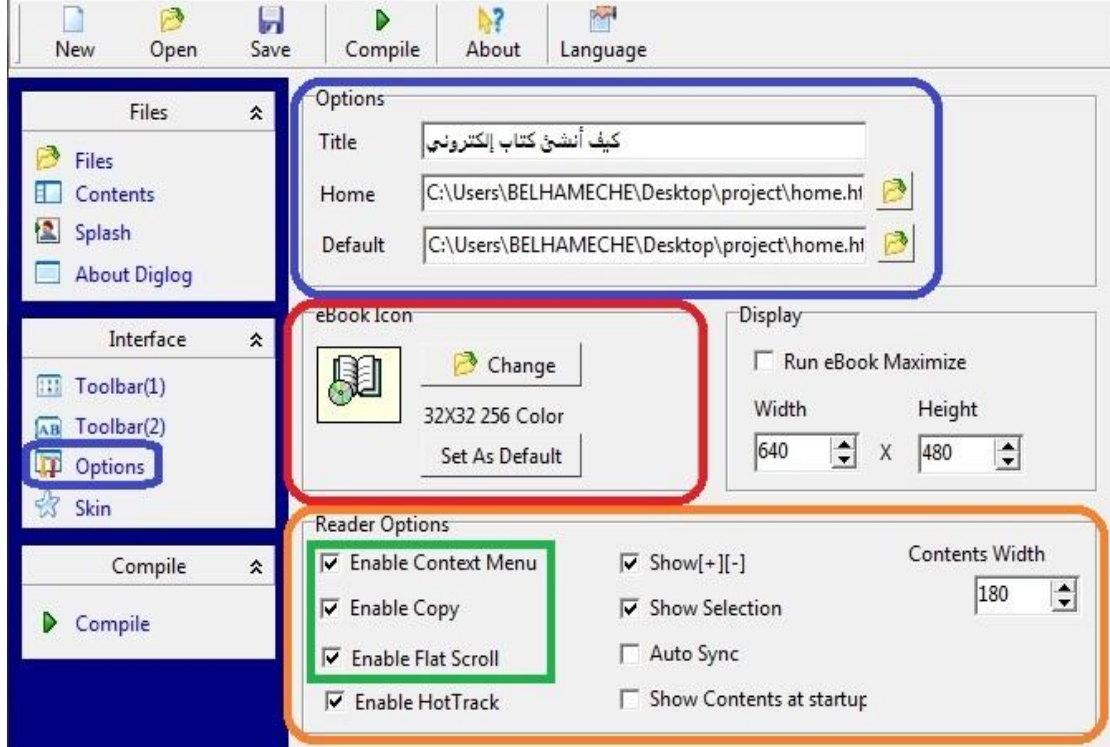 New Open Save Compile About Language
Files
Files
Contents
Splash
About Diglog
Interface
Toolbar(1)
Toolbar(2)
Options
Skin
Compile
Compile
Options
Title كيف أنشئ كتاب إلكتروني
Home C:\Users\BELHAMECHE\Desktop\project\home.ht
Default C:\Users\BELHAMECHE\Desktop\project\home.ht
eBook Icon
Change
32X32 256 Color
Set As Default
Display
Run eBook Maximize
Width Height
640 X 480
Reader Options
Enable Context Menu
Enable Copy
Enable Flat Scroll
Enable HotTrack
Show[+][-]
Show Selection
Auto Sync
Show Contents at startup
Contents Width
180